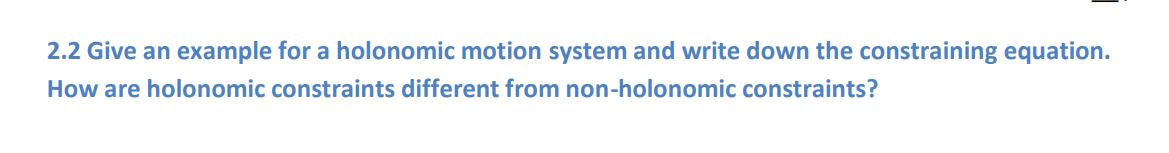 2.2 Give an example for a holonomic motion system and write down the constraining equation.
How are holonomic constraints different from non-holonomic constraints?